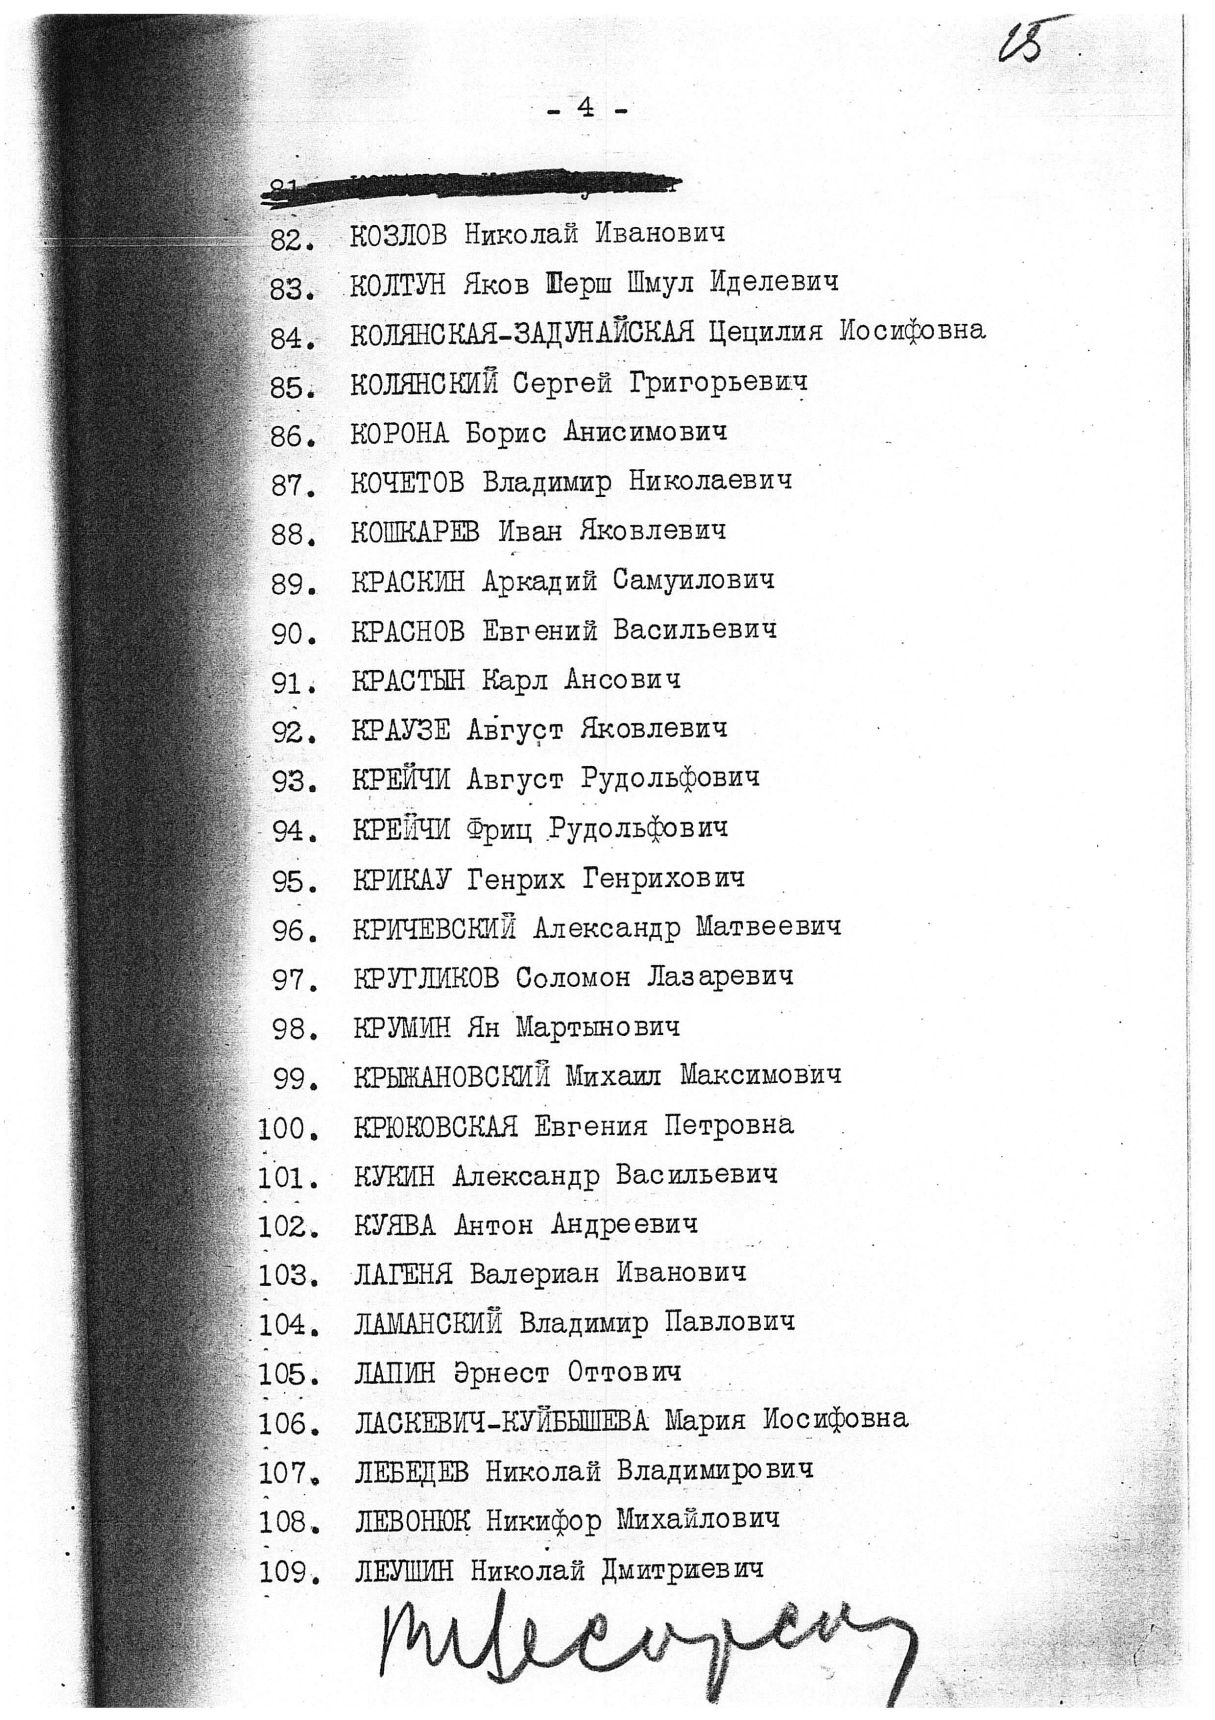 25
- 4 -
81
82. КОЗЛОВ Николай Иванович
83. КОЛТУН Яков Шмул Иделевич
84. КОЛЯНСКАЯ-ЗАДУНАЙСКАЯ Цецилия Иосифовна
85. КОЛЯНСКИЙ Сергей Григорьевич
86. КОРОНА Борис Анисимович
87. КОЧЕТОВ Владимир Николаевич
88. КОШКАРЕВ Иван Яковлевич
89. КРАСКИН Аркадий Самуилович
90. КРАСНОВ Евгений Васильевич
91. КРАСТЫН Карл Ансович
92. КРАУЗЕ Август Яковлевич
93. КРЕЙЧИ Август Рудольфович
94. КРЕЙЧИ Фриц Рудольфович
95. КРИКАУ Генрих Генрихович
96. КРИЧЕВСКИЙ Александр Матвеевич
97. КРУГЛИКОВ Соломон Лазаревич
98. КРУМИН Ян Мартынович
99. КРЫЖАНОВСКИЙ Михаил Максимович
100. КРЮКОВСКАЯ Евгения Петровна
101. КУКИН Александр Васильевич
102. КУЯВА Антон Андреевич
103. ЛАГЕНЯ Валериан Иванович
104. ЛАМАНСКИЙ Владимир Павлович
105. ЛАПИН Эрнест Оттович
106. ЛАСКЕВИЧ-КУЙБЫШЕВА Мария Иосифовна
107. ЛЕБЕДЕВ Николай Владимирович
108. ЛЕВОНЮК Никифор Михайлович
109. ЛЕУШИН Николай Дмитриевич